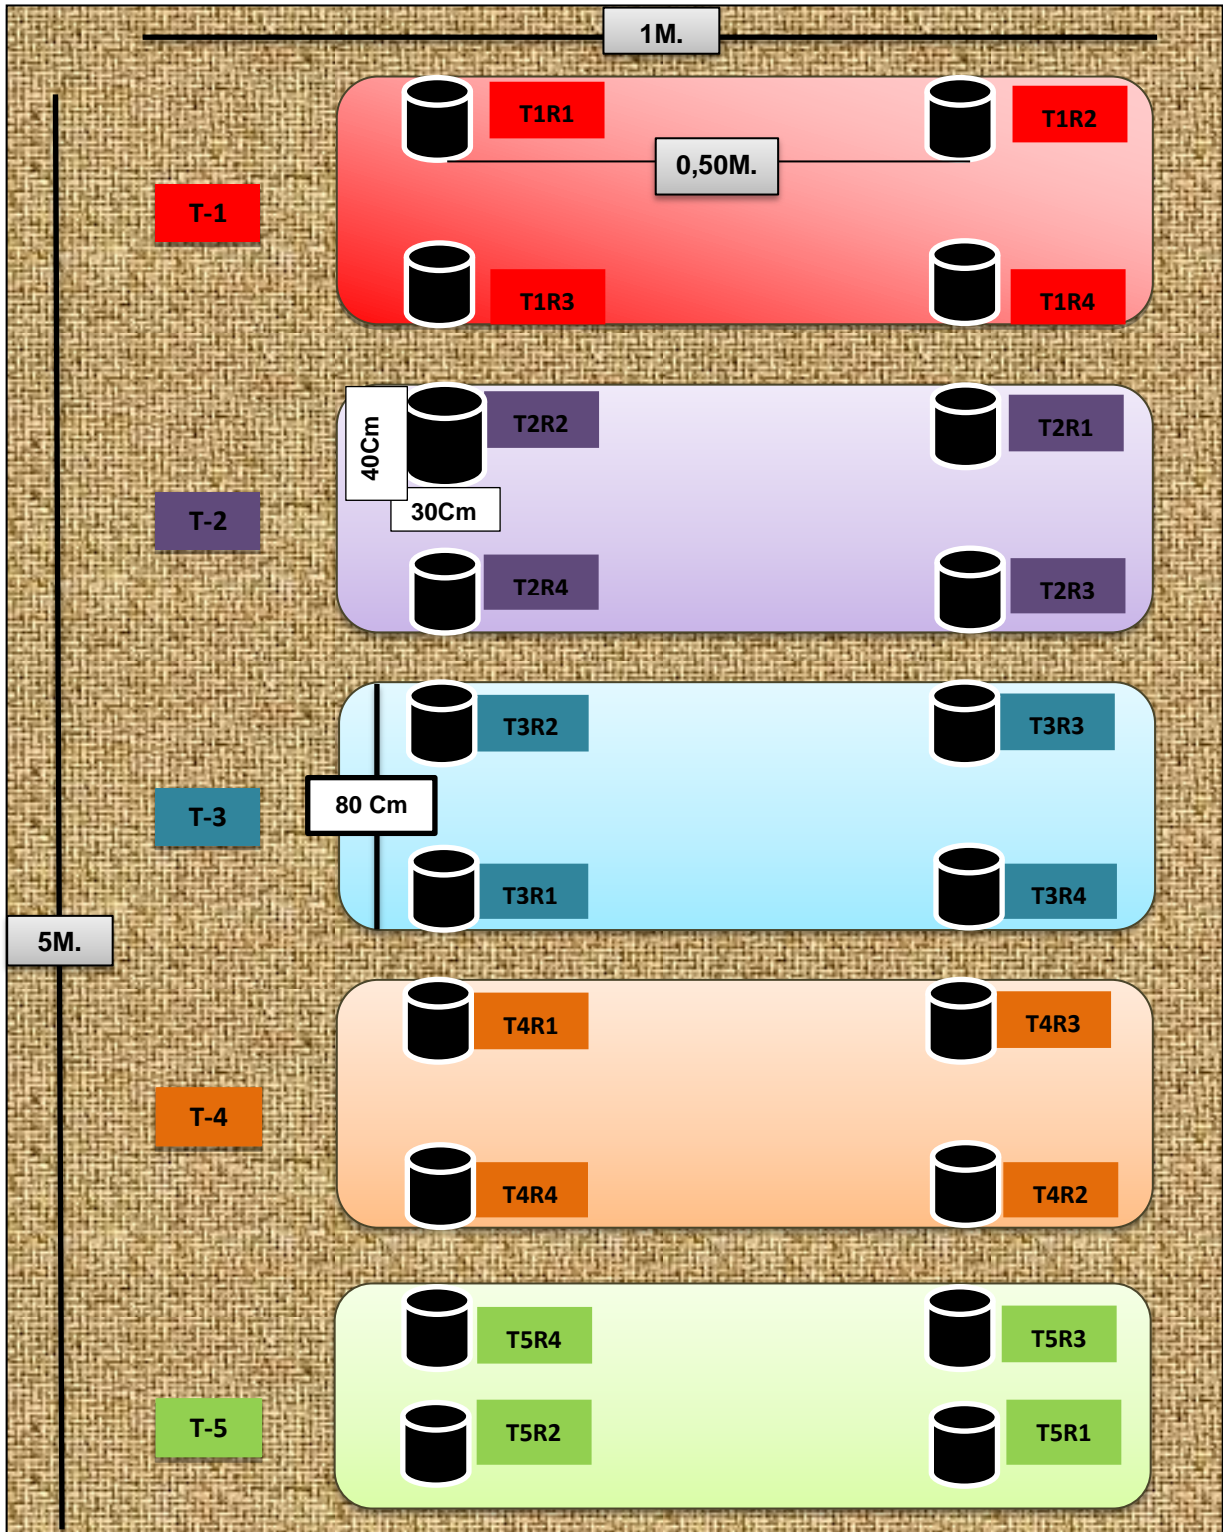 1M.
T1R1
T1R2
0,50M.
T-1
T1R3
T1R4
T2R2
T2R1
40Cm
30Cm
T-2
T2R4
T2R3
T3R2
T3R3
80 Cm
T-3
T3R1
T3R4
5M.
T4R1
T4R3
T-4
T4R4
T4R2
T5R4
T5R3
T-5
T5R2
T5R1